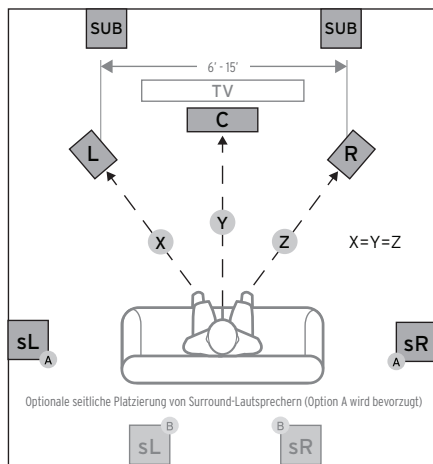 SUB SUB
6' - 15'
TV
C
L R
Y
X Z X=Y=Z
sL sR
A A
Optionale seitliche Platzierung von Surround-Lautsprechern (Option A wird bevorzugt)
B B
sL sR